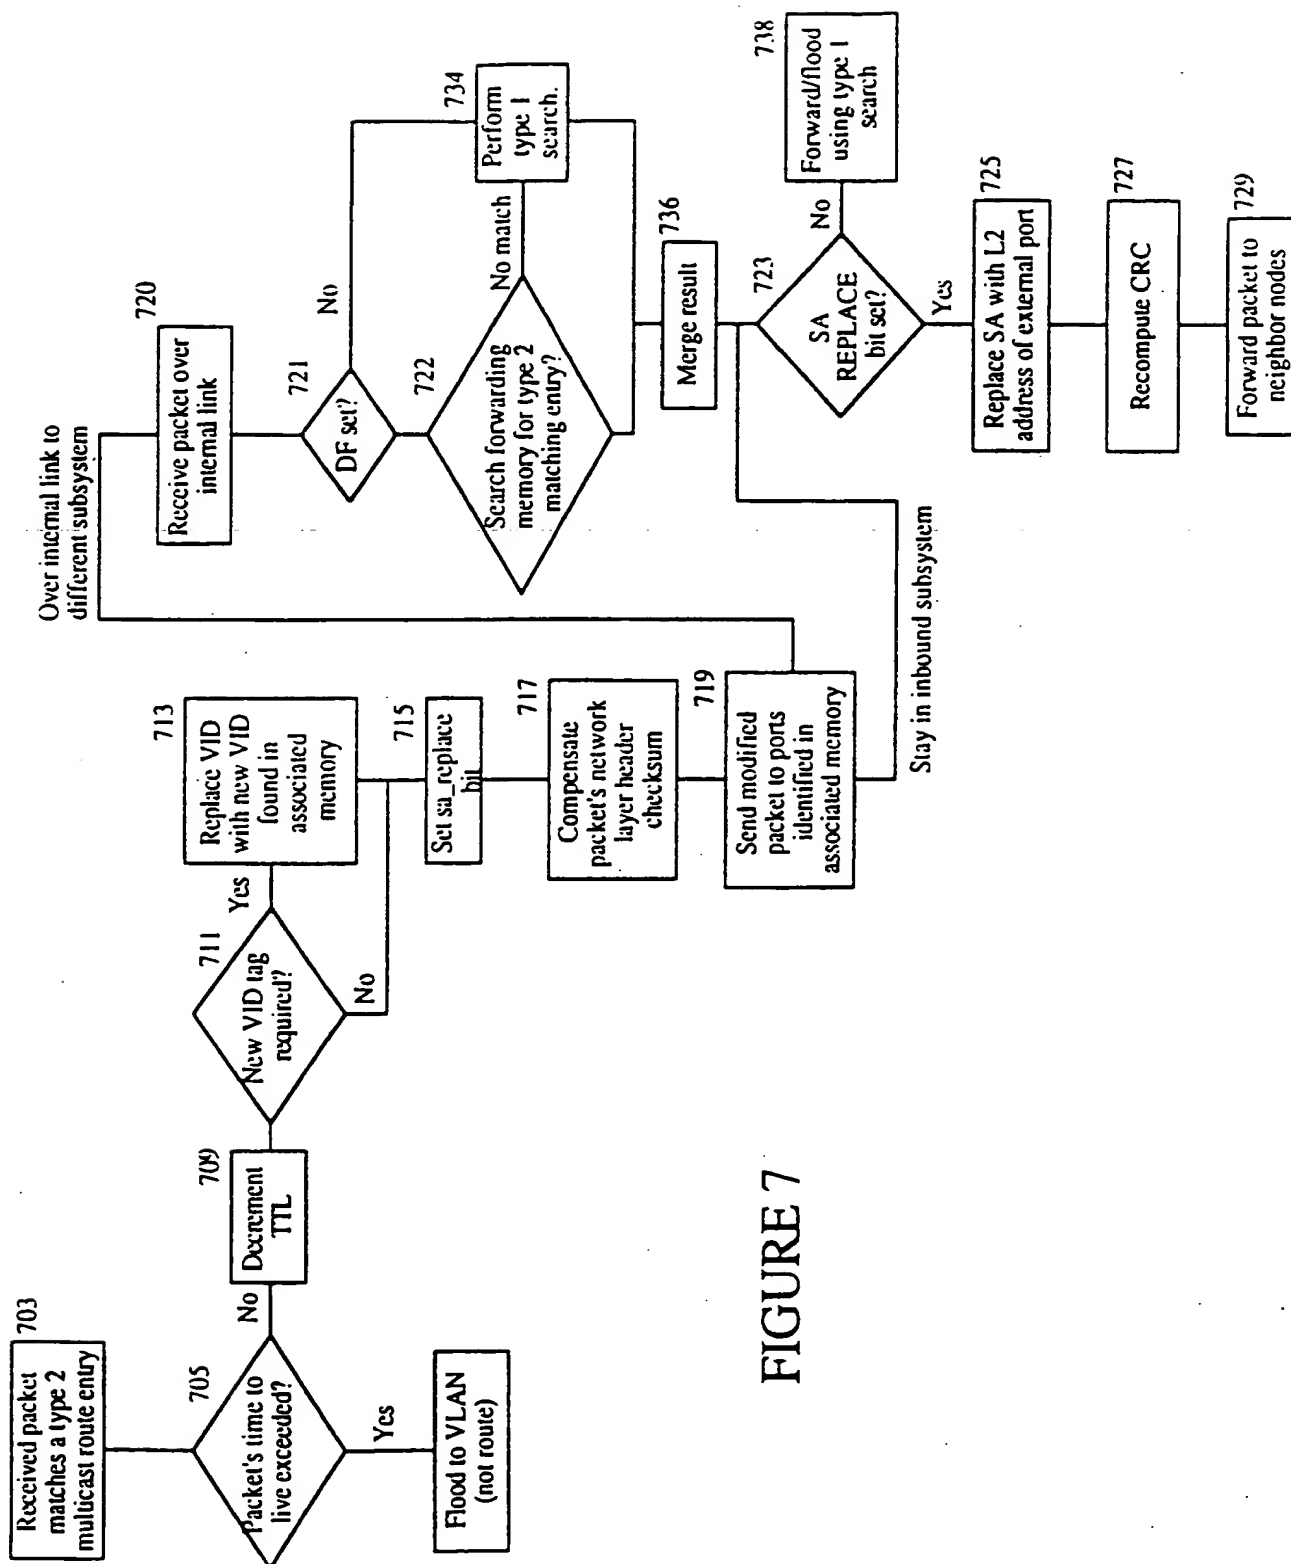 703
Received packet
matches a type 2
multicast route entry
705
Packet's time to
live exceeded?
Yes
Flood to VLAN
(not route)
No
709
Decrement
TTL
711
New VID tag
required?
Yes
No
713
Replace VID
with new VID
found in
associated
memory
715
Set sa_replace
bit
717
Compensate
packet's network
layer header
checksum
719
Send modified
packet to ports
identified in
associated memory
Over internal link to
different subsystem
Stay in inbound subsystem
720
Receive packet over
internal link
721
DF set?
No
722
Search forwarding
memory for type 2
matching entry?
No match
734
Perform
type 1
search.
736
Merge result
723
SA
REPLACE
bit set?
No
738
Forward/flood
using type 1
search
Yes
725
Replace SA with L2
address of external port
727
Recompute CRC
729
Forward packet to
neighbor nodes
FIGURE 7